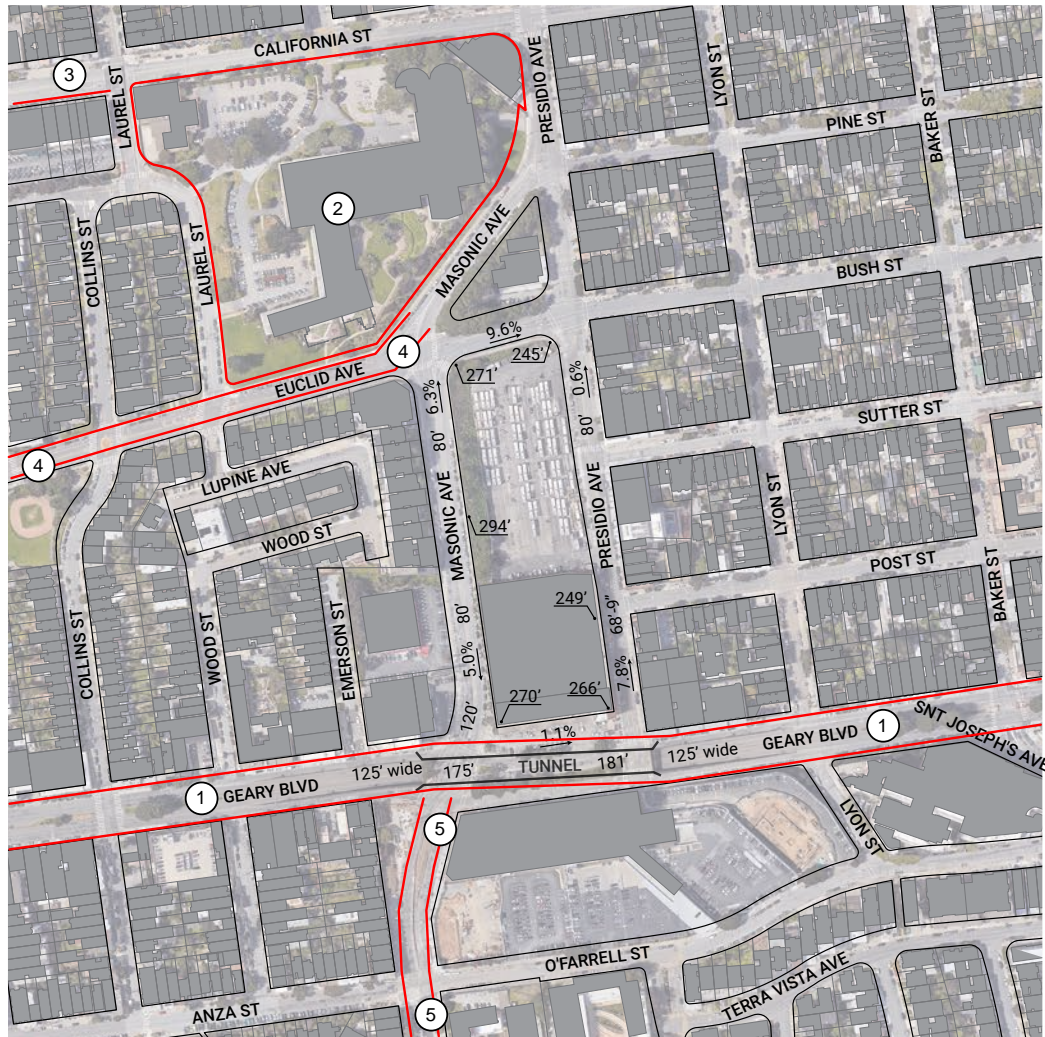 CALIFORNIA ST
3
LAUREL ST
PRESIDIO AVE
LYON ST
BAKER ST
PINE ST
2
COLLINS ST
LAUREL ST
MASONIC AVE
BUSH ST
9.6%
4
245'
EUCLID AVE
271'
6.3%
0.6%
SUTTER ST
80'
80'
4
LUPINE AVE
MASONIC AVE
PRESIDIO AVE
LYON ST
294'
WOOD ST
POST ST
BAKER ST
249'
68'-9"
80'
COLLINS ST
WOOD ST
EMERSON ST
5.0%
7.8%
270'
266'
120'
1.1%
SNT JOSEPH'S AVE
1
GEARY BLVD
125' wide
125' wide
175'
TUNNEL
181'
1
GEARY BLVD
5
LYON ST
O'FARRELL ST
TERRA VISTA AVE
ANZA ST
5